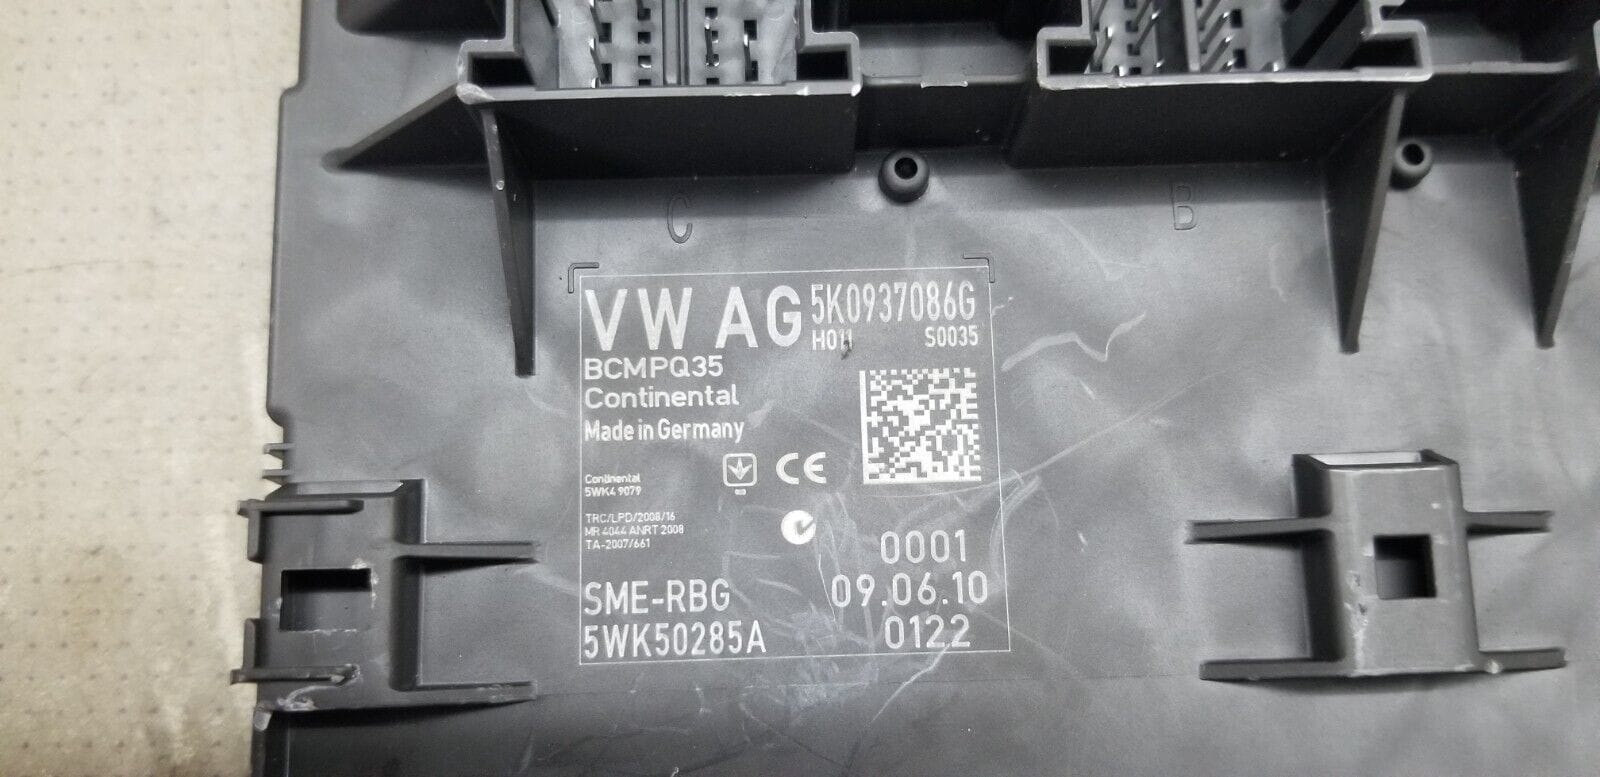 C
B
VW AG 5K0937086G
H011 S0035
BCMPQ35
Continental
Made in Germany
Continental
5WK4 9079
CE
TRC/LPD/2008/16
MR 4044 ANRT 2008
TA-2007/661
0001
SME-RBG 09.06.10
5WK50285A 0122